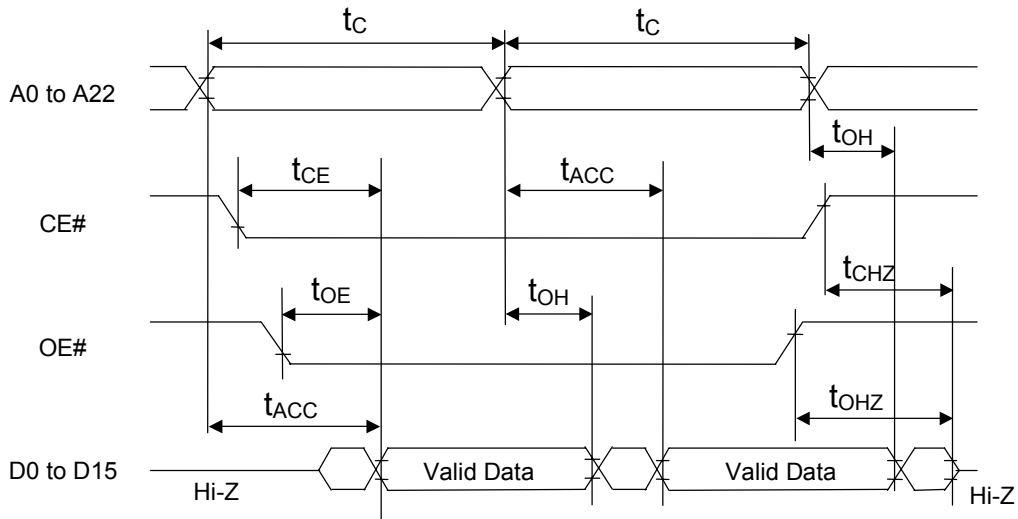 tC tC
A0 to A22
tOH
tCE tACC
CE#
tCHZ
tOE tOH
OE#
tOHZ
tACC
D0 to D15 Valid Data Valid Data
Hi-Z Hi-Z